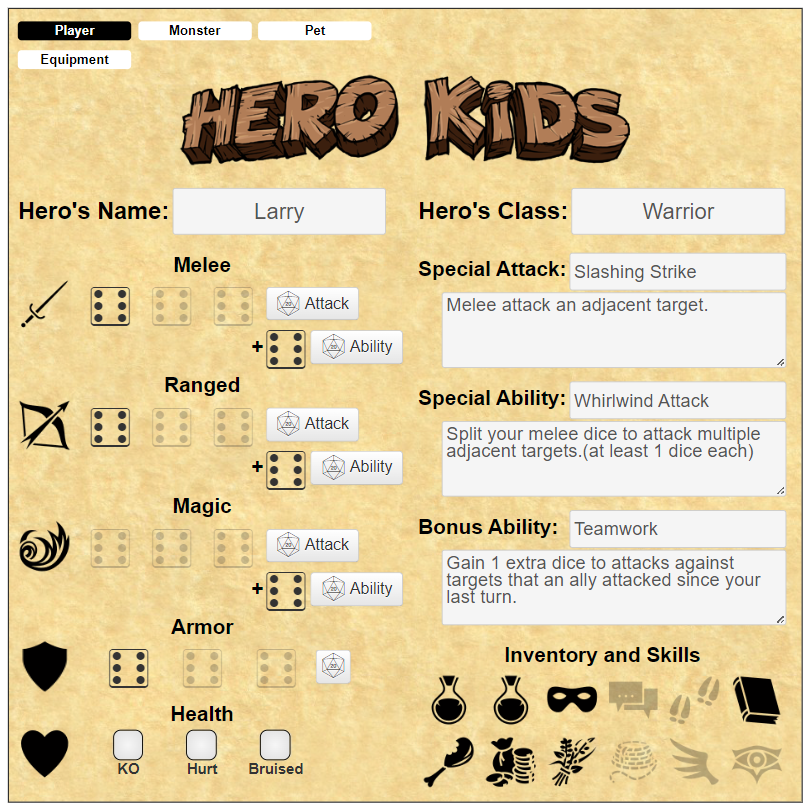 Player Monster Pet
Equipment
HERO KiDS
Hero's Name: Larry
Hero's Class: Warrior
Melee
Attack
+ Ability
Ranged
Attack
+ Ability
Magic
Attack
+ Ability
Armor
Health
KO Hurt Bruised
Special Attack: Slashing Strike
Melee attack an adjacent target.
Special Ability: Whirlwind Attack
Split your melee dice to attack multiple
adjacent targets.(at least 1 dice each)
Bonus Ability: Teamwork
Gain 1 extra dice to attacks against
targets that an ally attacked since your
last turn.
Inventory and Skills